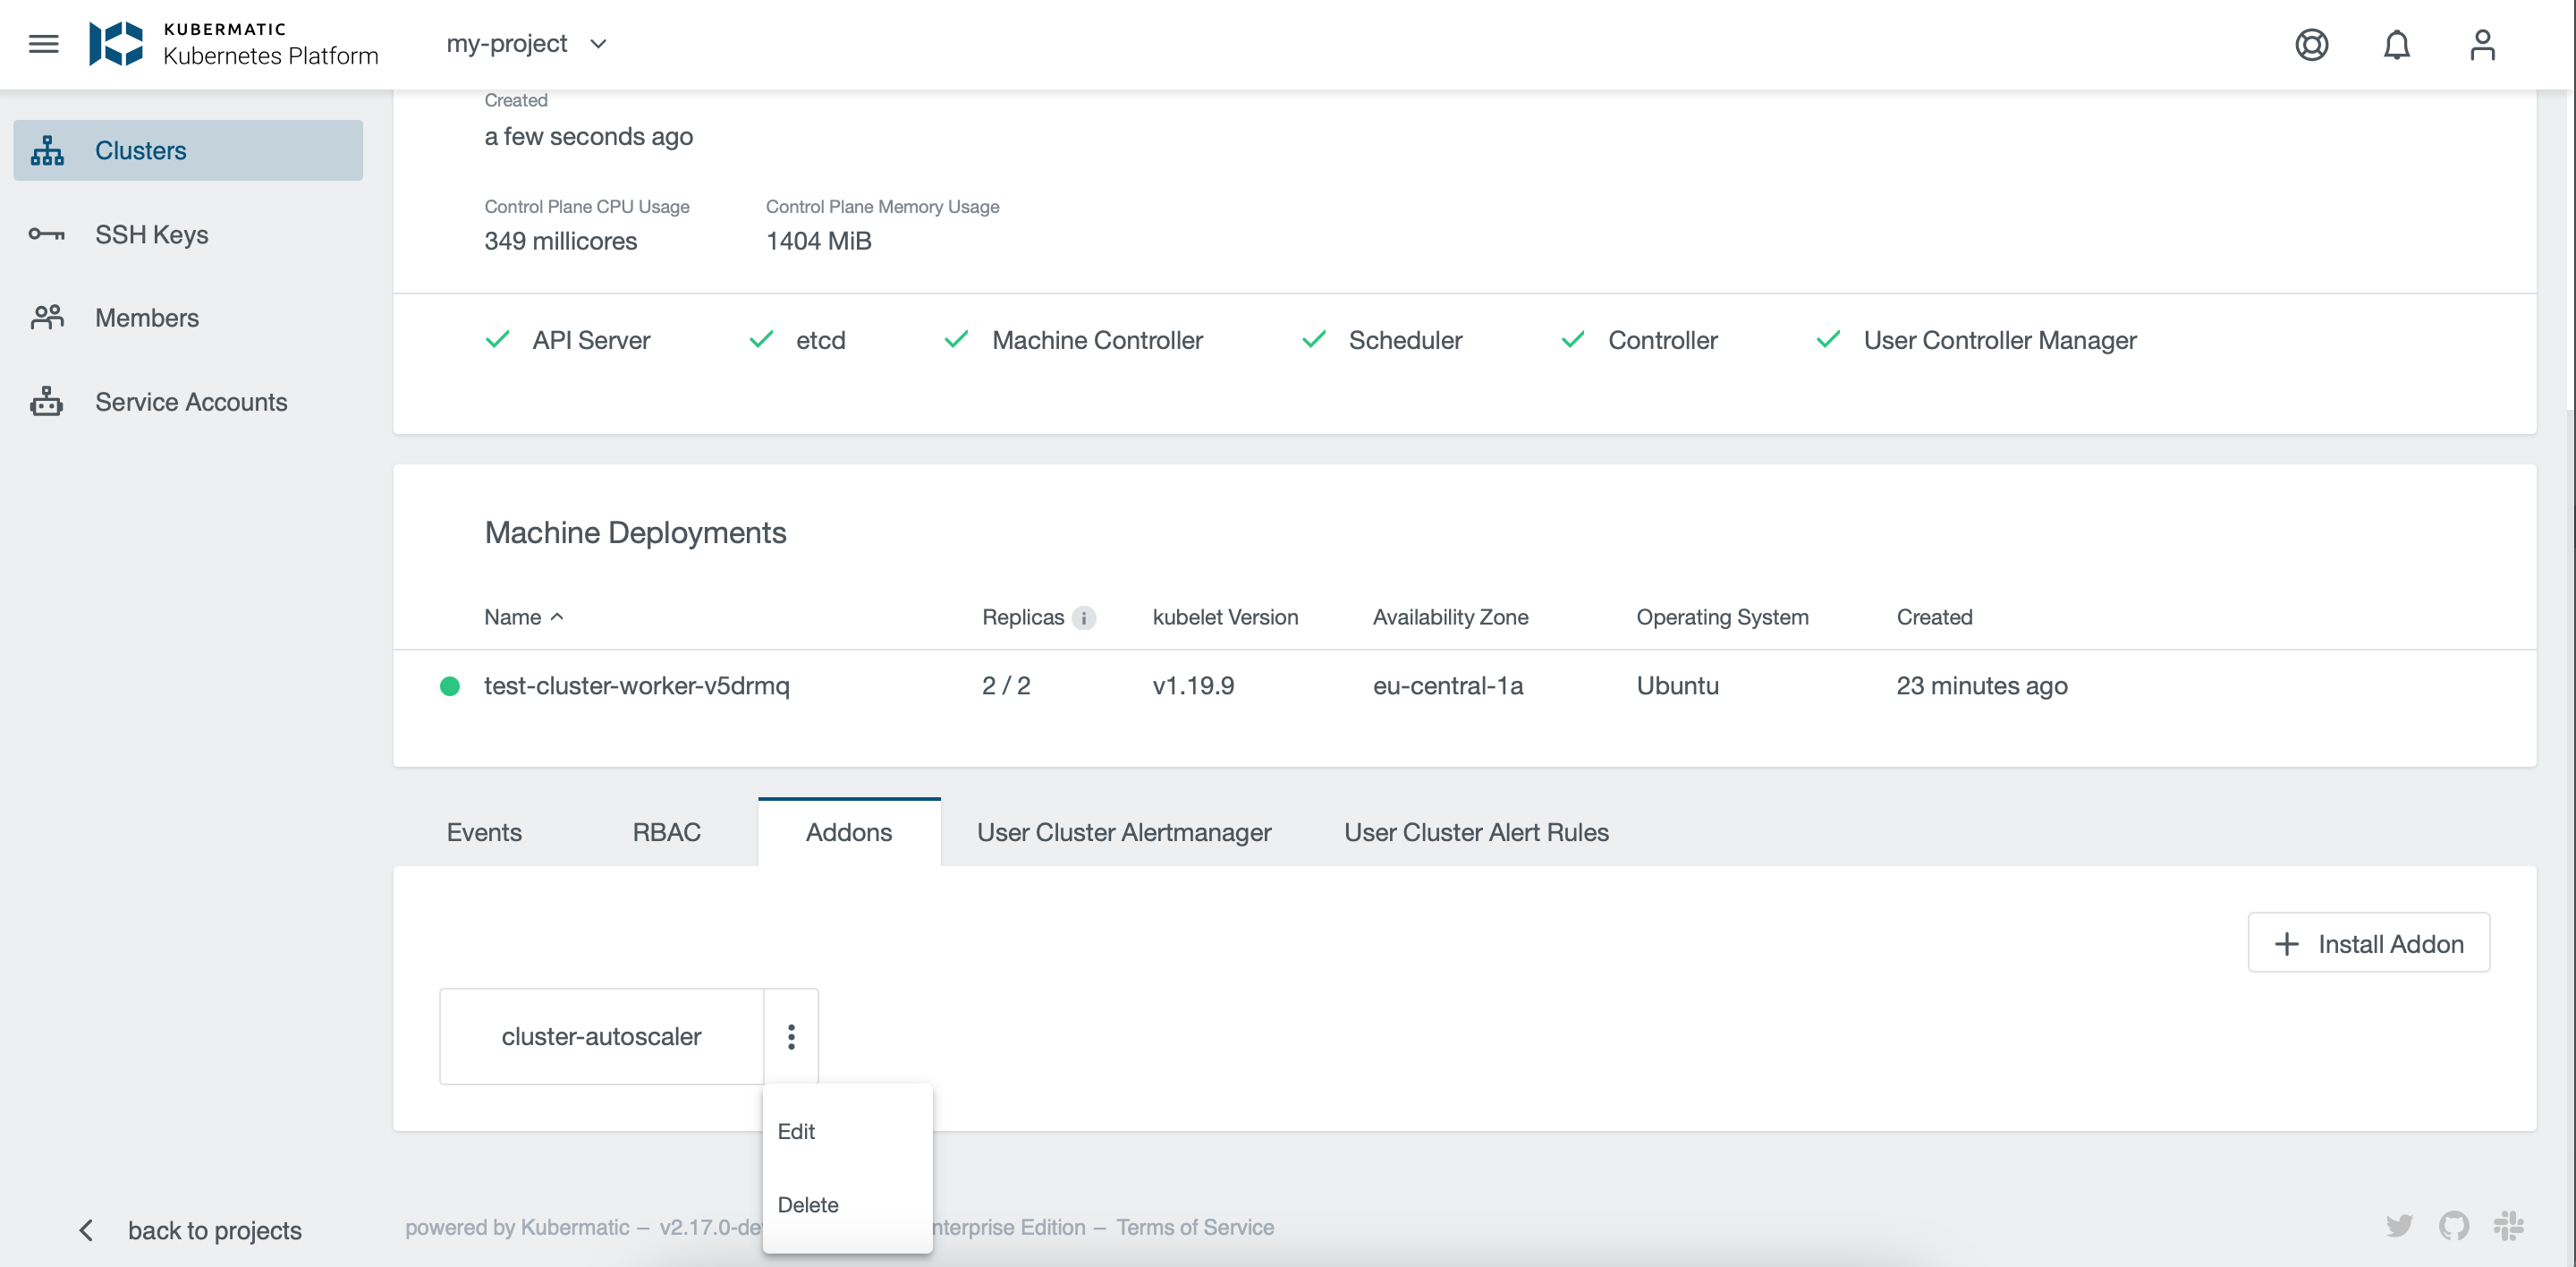 KUBERMATIC
Kubernetes Platform
my-project
Clusters
SSH Keys
Members
Service Accounts
Created
a few seconds ago
Control Plane CPU Usage
Control Plane Memory Usage
349 millicores
1404 MiB
API Server
etcd
Machine Controller
Scheduler
Controller
User Controller Manager
Machine Deployments
Name
Replicas i
kubelet Version
Availability Zone
Operating System
Created
test-cluster-worker-v5drmq
2 / 2
v1.19.9
eu-central-1a
Ubuntu
23 minutes ago
Events
RBAC
Addons
User Cluster Alertmanager
User Cluster Alert Rules
Install Addon
cluster-autoscaler
Edit
Delete
back to projects
powered by Kubermatic – v2.17.0-de
nterprise Edition – Terms of Service